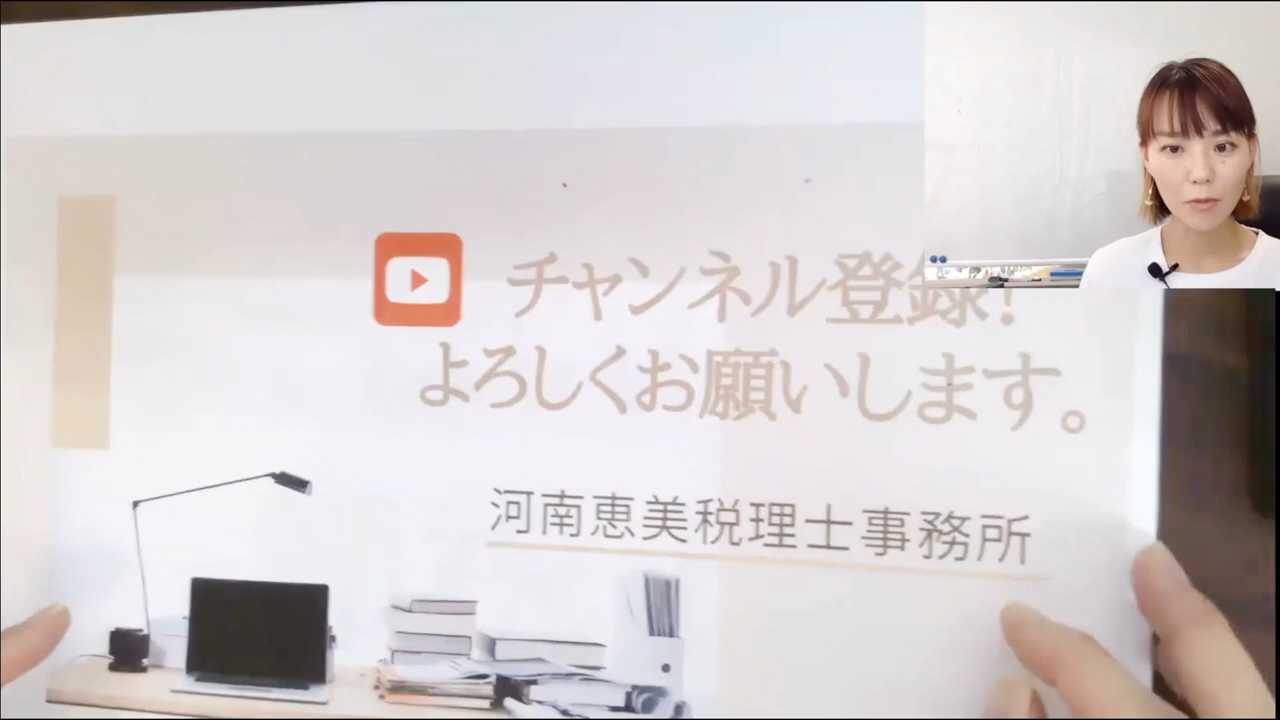 チャンネル登録!
よろしくお願いします。
河南恵美税理士事務所